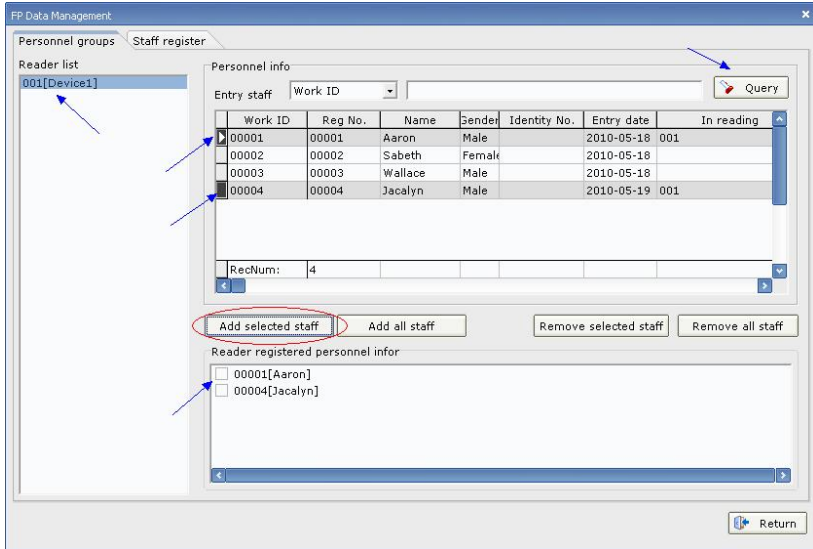 FP Data Management
Personnel groups Staff register
Reader list
001[Device1]
Personnel info
Entry staff Work ID Query
Work ID Reg No. Name Gender Identity No. Entry date In reading
00001 00001 Aaron Male 2010-05-18 001
00002 00002 Sabeth Female 2010-05-18
00003 00003 Wallace Male 2010-05-18
00004 00004 Jacalyn Male 2010-05-19 001
RecNum: 4
Add selected staff Add all staff Remove selected staff Remove all staff
Reader registered personnel infor
00001[Aaron]
00004[Jacalyn]
Return